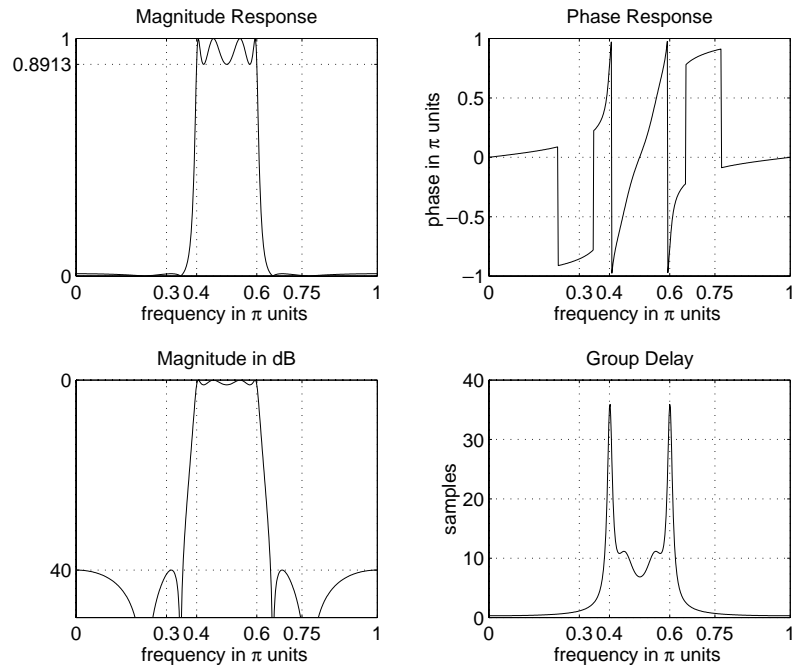 Magnitude Response
1
0.8913
0
0 0.3 0.4 0.6 0.75 1
frequency in π units
Phase Response
phase in π units
1
0.5
0
−0.5
−1
0 0.3 0.4 0.6 0.75 1
frequency in π units
Magnitude in dB
0
40
0 0.3 0.4 0.6 0.75 1
frequency in π units
Group Delay
samples
40
30
20
10
0
0 0.3 0.4 0.6 0.75 1
frequency in π units